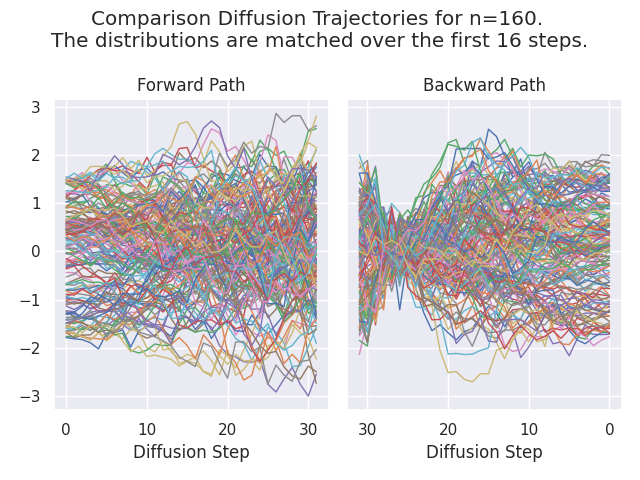 Comparison Diffusion Trajectories for n=160.
The distributions are matched over the first 16 steps.
Forward Path
Backward Path
3
2
1
0
−1
−2
−3
0 10 20 30
30 20 10 0
Diffusion Step
Diffusion Step